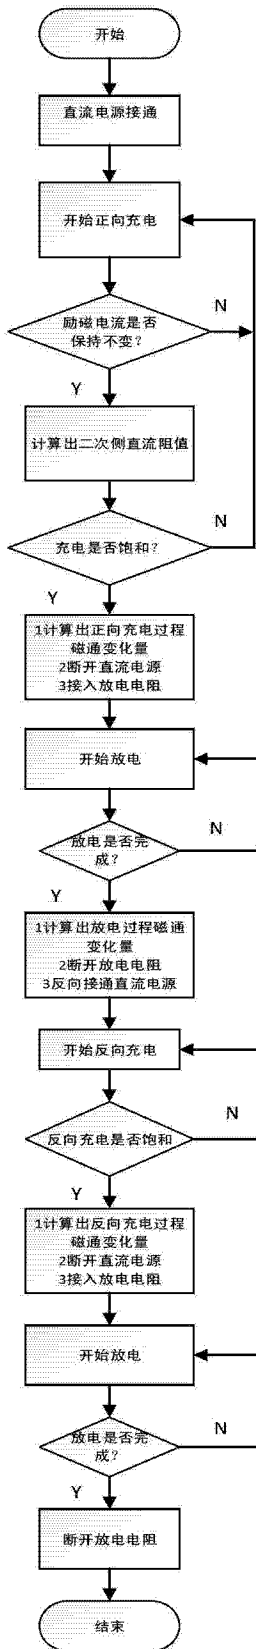 开始
直流电源接通
开始正向充电
励磁电流是否
保持不变？
N
Y
计算出二次侧直流阻值
充电是否饱和？
N
Y
1计算出正向充电过程
磁通变化量
2断开直流电源
3接入放电电阻
开始放电
放电是否完
成？
N
Y
1计算出放电过程磁通
变化量
2断开放电电阻
3反向接通直流电源
开始反向充电
反向充电是否饱和
N
Y
1计算出反向充电过程
磁通变化量
2断开直流电源
3接入放电电阻
开始放电
放电是否完
成？
N
Y
断开放电电阻
结束